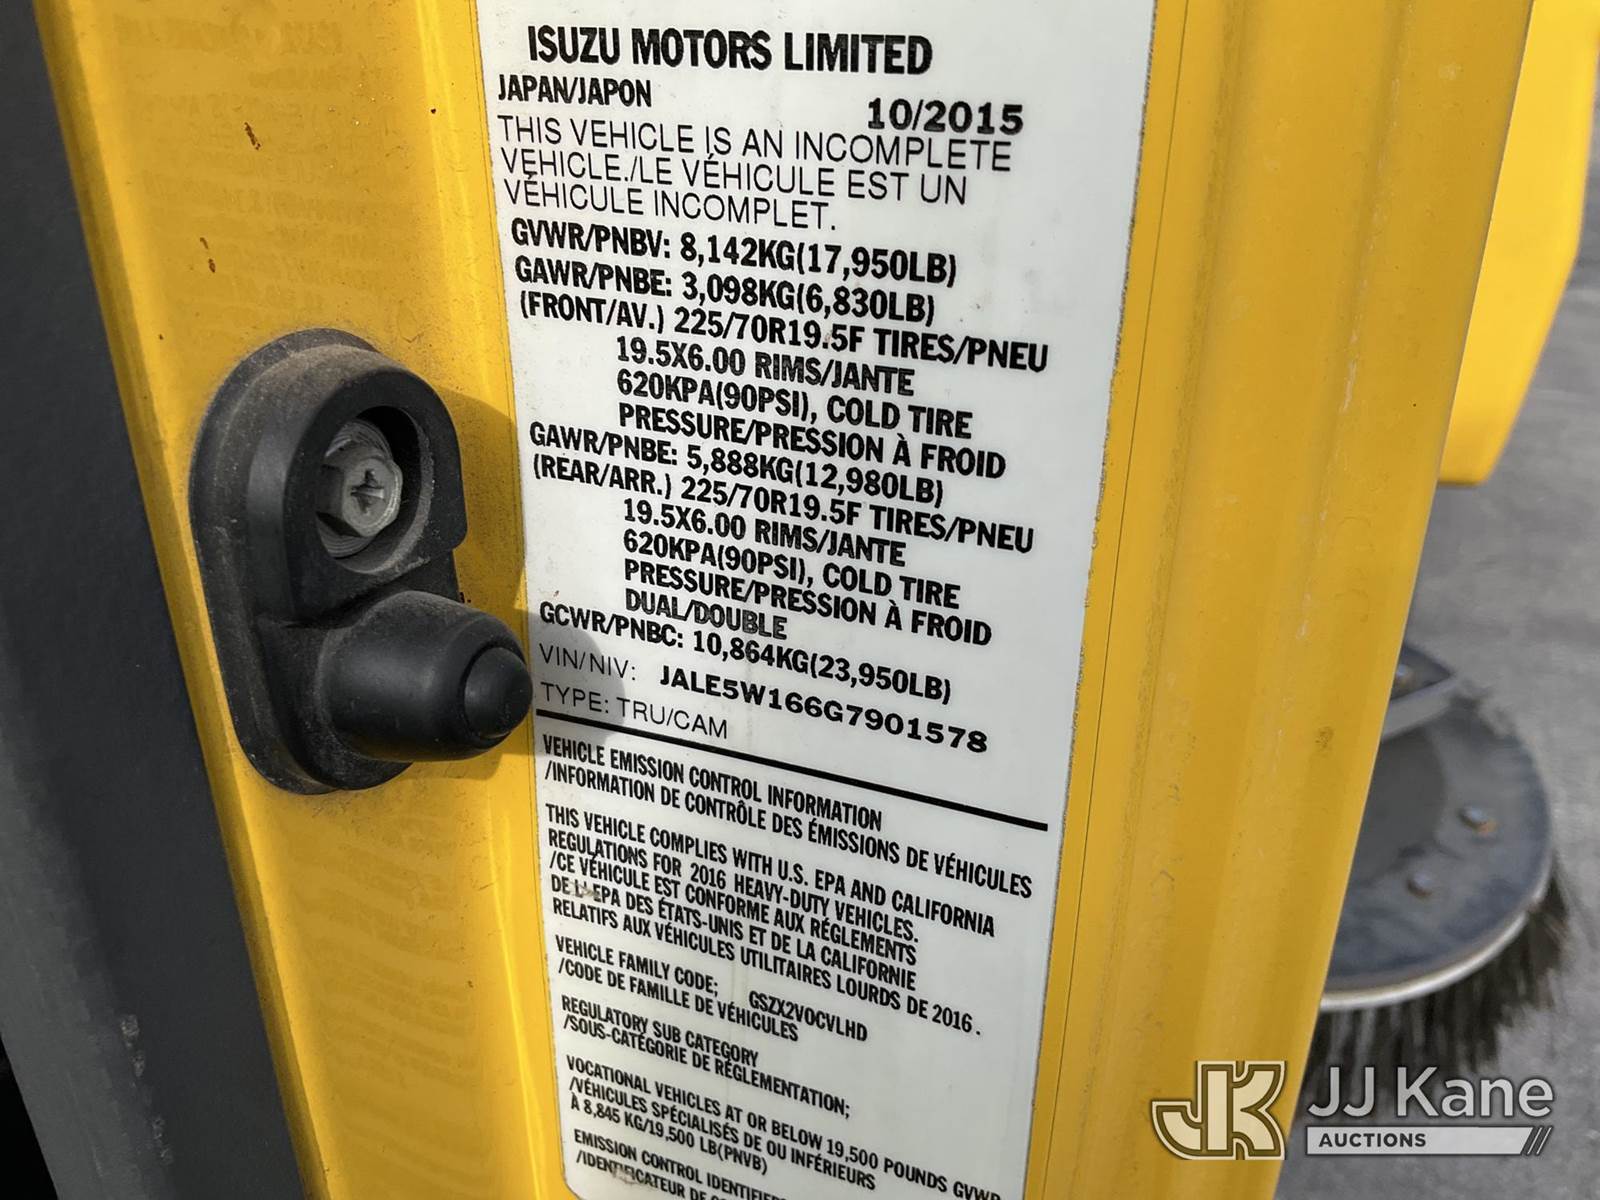 ISUZU MOTORS LIMITED
JAPAN/JAPON 10/2015
THIS VEHICLE IS AN INCOMPLETE
VEHICLE./LE VÉHICULE EST UN
VÉHICULE INCOMPLET.
GVWR/PNBV: 8,142KG(17,950LB)
GAWR/PNBE: 3,098KG(6,830LB)
(FRONT/AV.) 225/70R19.5F TIRES/PNEU
19.5X6.00 RIMS/JANTE
620KPA(90PSI), COLD TIRE
PRESSURE/PRESSION À FROID
GAWR/PNBE: 5,888KG(12,980LB)
(REAR/ARR.) 225/70R19.5F TIRES/PNEU
19.5X6.00 RIMS/JANTE
620KPA(90PSI), COLD TIRE
PRESSURE/PRESSION À FROID
DUAL/DOUBLE
GCWR/PNBC: 10,864KG(23,950LB)
VIN/NIV: JALE5W166G7901578
TYPE: TRU/CAM
VEHICLE EMISSION CONTROL INFORMATION
/INFORMATION DE CONTRÔLE DES ÉMISSIONS DE VÉHICULES
THIS VEHICLE COMPLIES WITH U.S. EPA AND CALIFORNIA
REGULATIONS FOR 2016 HEAVY-DUTY VEHICLES.
/CE VÉHICULE EST CONFORME AUX RÉGLEMENTS
DE L'EPA DES ÉTATS-UNIS ET DE LA CALIFORNIE
RELATIFS AUX VÉHICULES UTILITAIRES LOURDS DE 2016.
VEHICLE FAMILY CODE; GSZX2VOCVLHD
/CODE DE FAMILLE DE VÉHICULES
REGULATORY SUB CATEGORY
/SOUS-CATÉGORIE DE RÉGLEMENTATION;
VOCATIONAL VEHICLES AT OR BELOW 19,500 POUNDS GVWR
/VÉHICULES SPÉCIALISÉS DE OU INFÉRIEURS
À 8,845 KG/19,500 LB(PNVB)
EMISSION CONTROL
JK JJ Kane
AUCTIONS